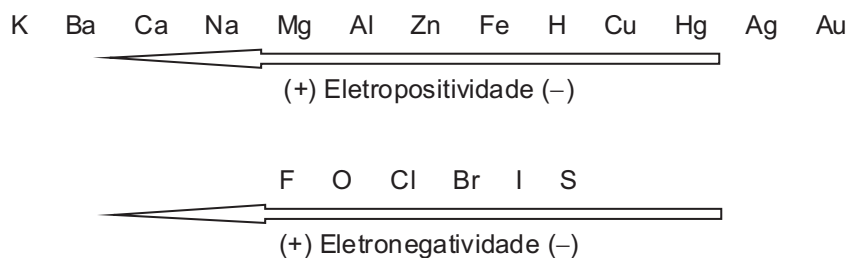 K Ba Ca Na Mg Al Zn Fe H Cu Hg Ag Au
(+) Eletropositividade (–)
F O Cl Br I S
(+) Eletronegatividade (–)